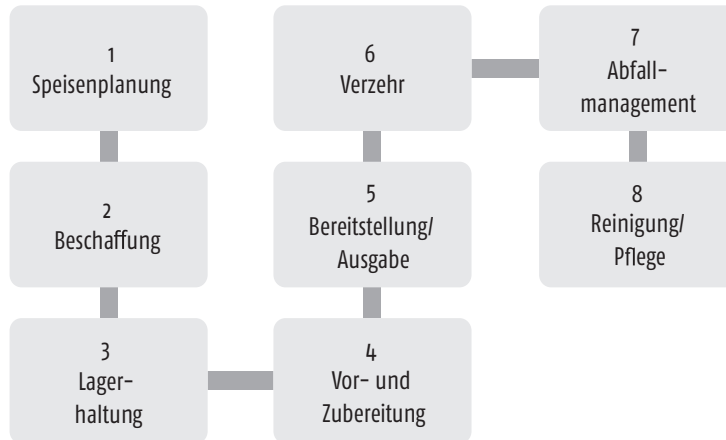 1
Speisenplanung
2
Beschaffung
3
Lager-
haltung
4
Vor- und
Zubereitung
5
Bereitstellung/
Ausgabe
6
Verzehr
7
Abfall-
management
8
Reinigung/
Pflege